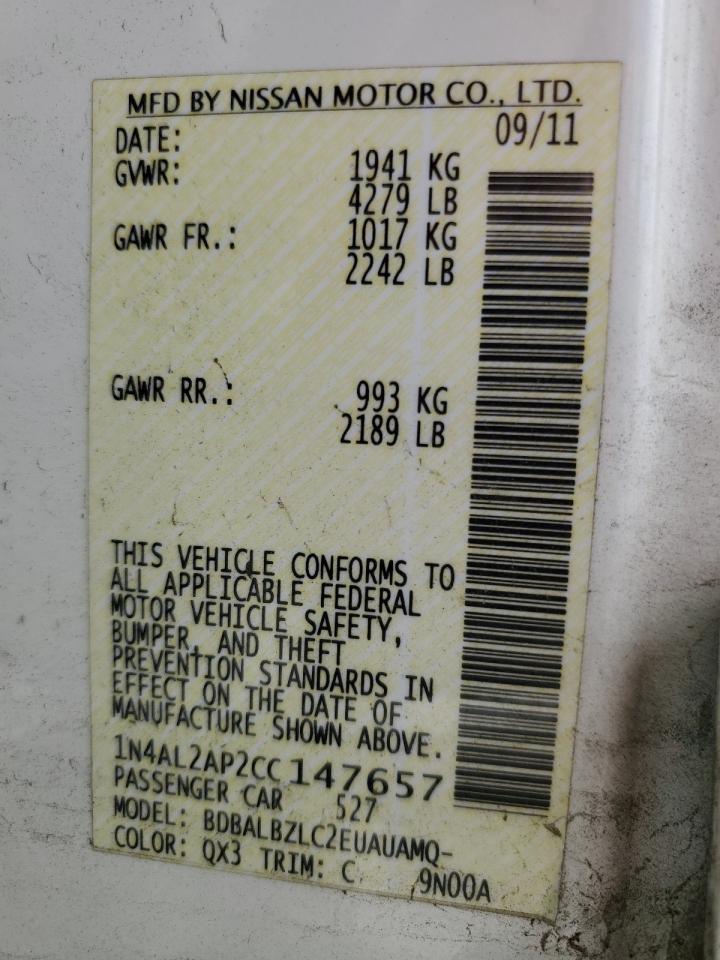 MFD BY NISSAN MOTOR CO., LTD.
DATE: 09/11
GVWR: 1941 KG
4279 LB
GAWR FR.: 1017 KG
2242 LB
GAWR RR.: 993 KG
2189 LB
THIS VEHICLE CONFORMS TO
ALL APPLICABLE FEDERAL
MOTOR VEHICLE SAFETY,
BUMPER, AND THEFT
PREVENTION STANDARDS IN
EFFECT ON THE DATE OF
MANUFACTURE SHOWN ABOVE.
1N4AL2AP2CC147657
PASSENGER CAR 527
MODEL: BDBALBZLC2EUAUAMQ-
COLOR: QX3 TRIM: C 9N00A